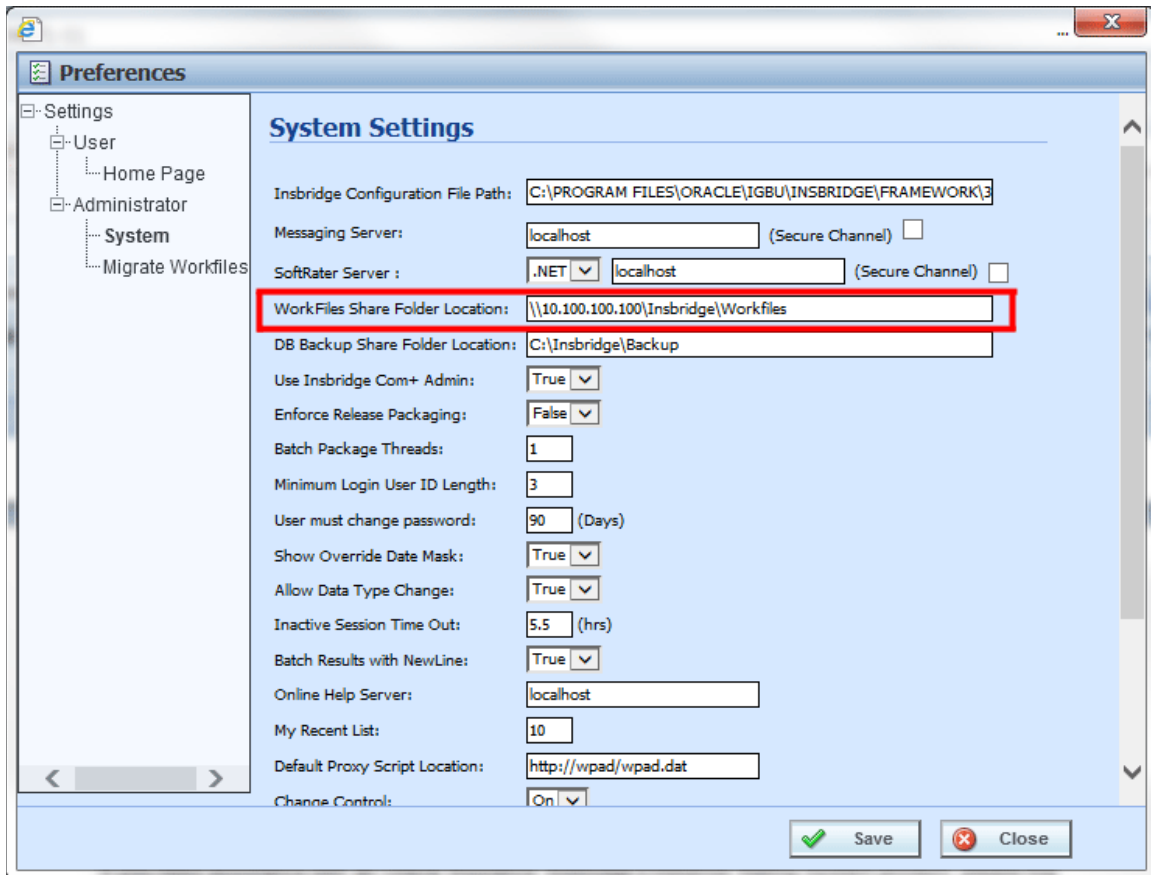 ...
Preferences
Settings
User
Home Page
Administrator
System
Migrate Workfiles
System Settings
Insbridge Configuration File Path: C:\PROGRAM FILES\ORACLE\IGBU\INSBRIDGE\FRAMEWORK\3
Messaging Server: localhost (Secure Channel)
SoftRater Server : .NET localhost (Secure Channel)
WorkFiles Share Folder Location: \\10.100.100.100\Insbridge\Workfiles
DB Backup Share Folder Location: C:\Insbridge\Backup
Use Insbridge Com+ Admin: True
Enforce Release Packaging: False
Batch Package Threads: 1
Minimum Login User ID Length: 3
User must change password: 90 (Days)
Show Override Date Mask: True
Allow Data Type Change: True
Inactive Session Time Out: 5.5 (hrs)
Batch Results with NewLine: True
Online Help Server: localhost
My Recent List: 10
Default Proxy Script Location: http://wpad/wpad.dat
Change Control: On
Save Close